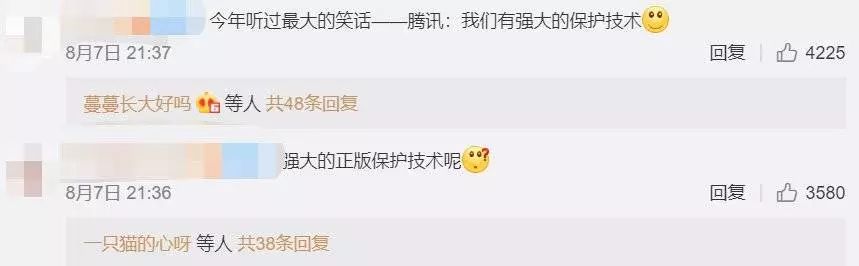 今年听过最大的笑话——腾讯：我们有强大的保护技术
8月7日 21:37 回复 4225
蔓蔓长大好吗 等人 共48条回复
强大的正版保护技术呢
8月7日 21:36 回复 3580
一只猫的心呀 等人 共38条回复